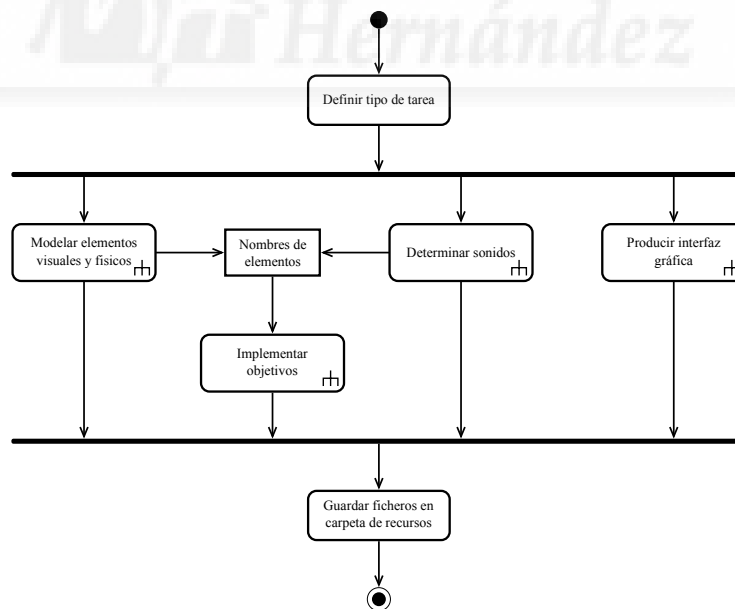 Hernández
Definir tipo de tarea
Modelar elementos
visuales y físicos
Nombres de
elementos
Determinar sonidos
Producir interfaz
gráfica
Implementar
objetivos
Guardar ficheros en
carpeta de recursos